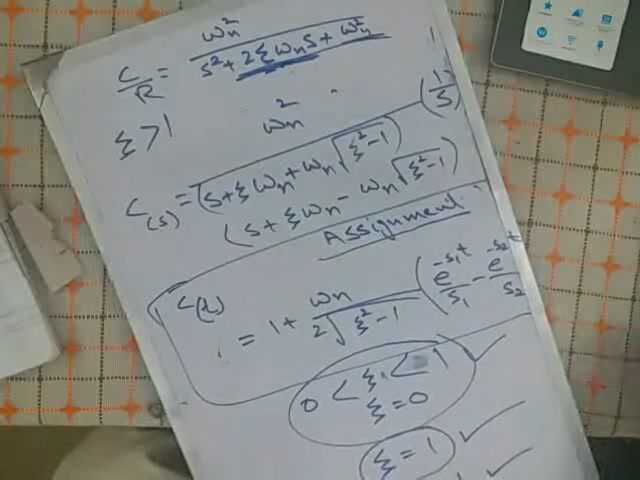 C/R = ωn² / s² + 2ξωns + ωn²
ξ > 1
C(s) = ωn² / (s + ξωn + ωn√ξ²-1) (s + ξωn - ωn√ξ²-1) (1/s)
Assignment
c(t) = 1 + ωn / 2√ξ²-1 (e^-s₁t / s₁ - e^-s₂t / s₂)
0 < ξ < 1 ✓
ξ = 0
ξ = 1 ✓